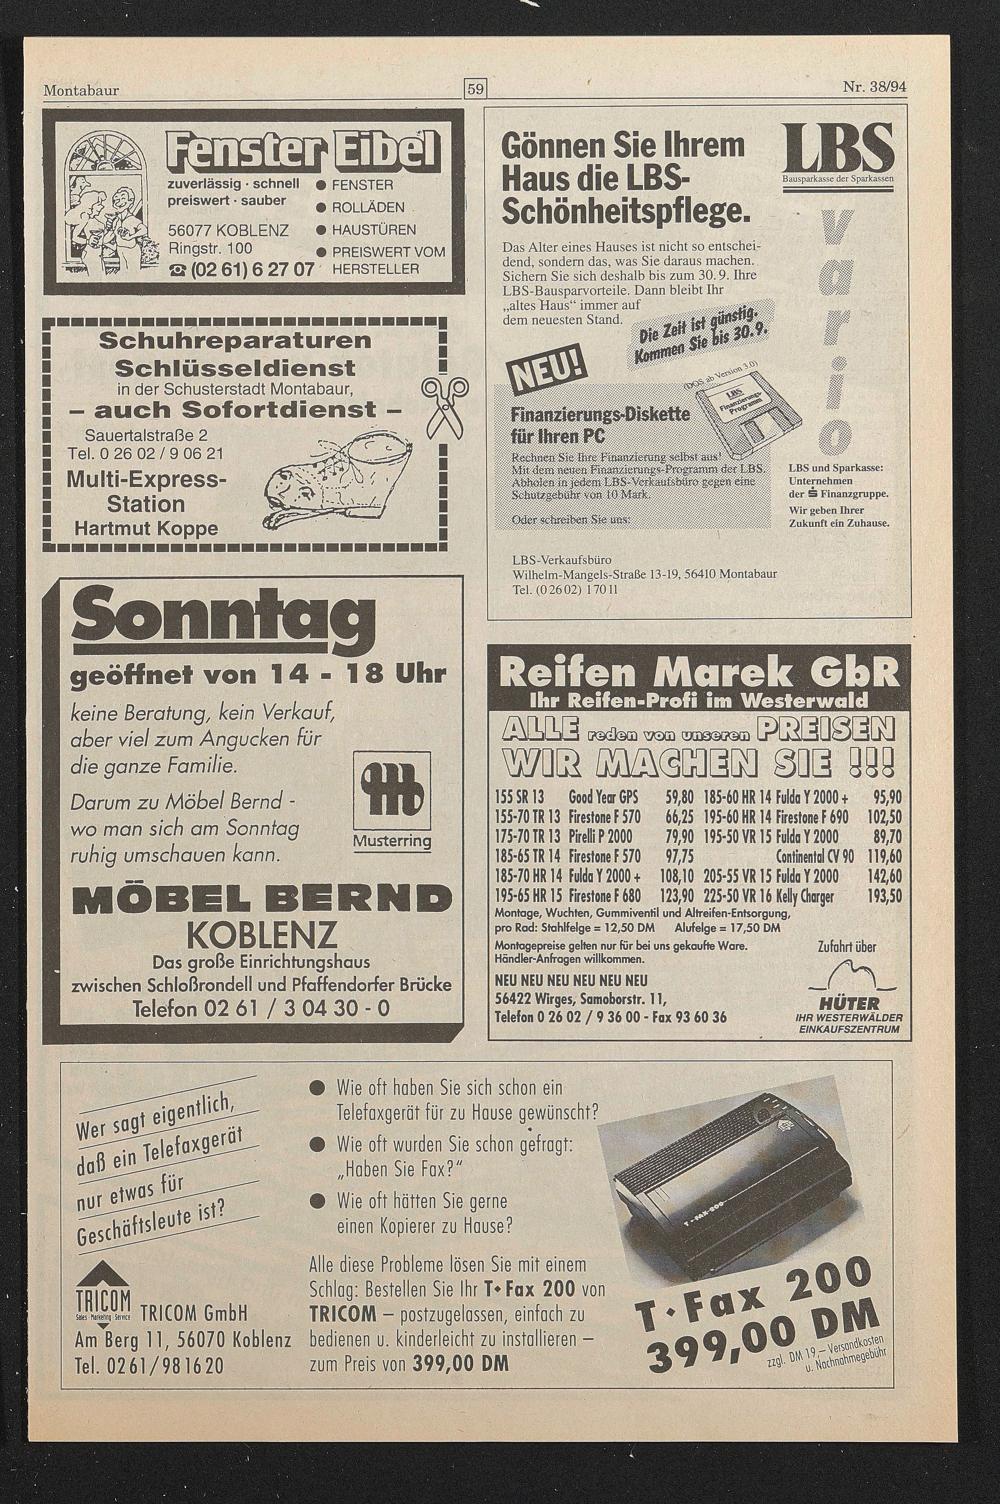 Montabaur
59
Nr. 38/94
Fenster Eibel
zuverlässig · schnell
preiswert · sauber
56077 KOBLENZ
Ringstr. 100
☎ (02 61) 6 27 07
● FENSTER
● ROLLÄDEN
● HAUSTÜREN
● PREISWERT VOM
HERSTELLER
Schuhreparaturen
Schlüsseldienst
in der Schusterstadt Montabaur,
– auch Sofortdienst –
Sauertalstraße 2
Tel. 0 26 02 / 9 06 21
Multi-Express-
Station
Hartmut Koppe
Sonntag
geöffnet von 14 - 18 Uhr
keine Beratung, kein Verkauf,
aber viel zum Angucken für
die ganze Familie.
Darum zu Möbel Bernd -
wo man sich am Sonntag
ruhig umschauen kann.
Musterring
MÖBEL BERND
KOBLENZ
Das große Einrichtungshaus
zwischen Schloßrondell und Pfaffendorfer Brücke
Telefon 02 61 / 3 04 30 - 0
Gönnen Sie Ihrem
Haus die LBS-
Schönheitspflege.
LBS
Bausparkasse der Sparkassen
vario
Das Alter eines Hauses ist nicht so entschei-
dend, sondern das, was Sie daraus machen.
Sichern Sie sich deshalb bis zum 30. 9. Ihre
LBS-Bausparvorteile. Dann bleibt Ihr
„altes Haus“ immer auf
dem neuesten Stand.
Die Zeit ist günstig.
Kommen Sie bis 30.9.
NEU!
(DOS ab Version 3.0)
LBS
Finanzierungs-
Programm
Finanzierungs-Diskette
für Ihren PC
Rechnen Sie Ihre Finanzierung selbst aus!
Mit dem neuen Finanzierungs-Programm der LBS.
Abholen in jedem LBS-Verkaufsbüro gegen eine
Schutzgebühr von 10 Mark.
Oder schreiben Sie uns:
LBS und Sparkasse:
Unternehmen
der Finanzgruppe.
Wir geben Ihrer
Zukunft ein Zuhause.
LBS-Verkaufsbüro
Wilhelm-Mangels-Straße 13-19, 56410 Montabaur
Tel. (0 26 02) 1 70 11
Reifen Marek GbR
Ihr Reifen-Profi im Westerwald
ALLE reden von unseren PREISEN
WIR MACHEN SIE !!!
155 SR 13 Good Year GPS 59,80 185-60 HR 14 Fulda Y 2000 + 95,90
155-70 TR 13 Firestone F 570 66,25 195-60 HR 14 Firestone F 690 102,50
175-70 TR 13 Pirelli P 2000 79,90 195-50 VR 15 Fulda Y 2000 89,70
185-65 TR 14 Firestone F 570 97,75 Continental CV 90 119,60
185-70 HR 14 Fulda Y 2000 + 108,10 205-55 VR 15 Fulda Y 2000 142,60
195-65 HR 15 Firestone F 680 123,90 225-50 VR 16 Kelly Charger 193,50
Montage, Wuchten, Gummiventil und Altreifen-Entsorgung,
pro Rad: Stahlfelge = 12,50 DM Alufelge = 17,50 DM
Montagepreise gelten nur für bei uns gekaufte Ware.
Händler-Anfragen willkommen.
NEU NEU NEU NEU NEU NEU
56422 Wirges, Samoborstr. 11,
Telefon 0 26 02 / 9 36 00 - Fax 93 60 36
Zufahrt über
HÜTER
IHR WESTERWÄLDER
EINKAUFSZENTRUM
Wer sagt eigentlich,
daß ein Telefaxgerät
nur etwas für
Geschäftsleute ist?
TRICOM
Sales Marketing Service
TRICOM GmbH
Am Berg 11, 56070 Koblenz
Tel. 0261/981620
● Wie oft haben Sie sich schon ein
Telefaxgerät für zu Hause gewünscht?
● Wie oft wurden Sie schon gefragt:
„Haben Sie Fax?“
● Wie oft hätten Sie gerne
einen Kopierer zu Hause?
Alle diese Probleme lösen Sie mit einem
Schlag: Bestellen Sie Ihr T·Fax 200 von
TRICOM – postzugelassen, einfach zu
bedienen u. kinderleicht zu installieren –
zum Preis von 399,00 DM
T-FAX-200
T·Fax 200
399,00 DM
zzgl. DM 19,– Versandkosten
u. Nachnahmegebühr